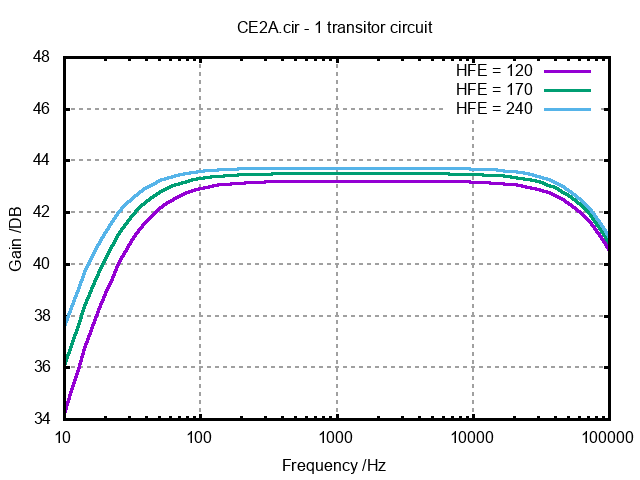 CE2A.cir - 1 transitor circuit
HFE = 120
HFE = 170
HFE = 240
Gain /DB
48
46
44
42
40
38
36
34
10 100 1000 10000 100000
Frequency /Hz